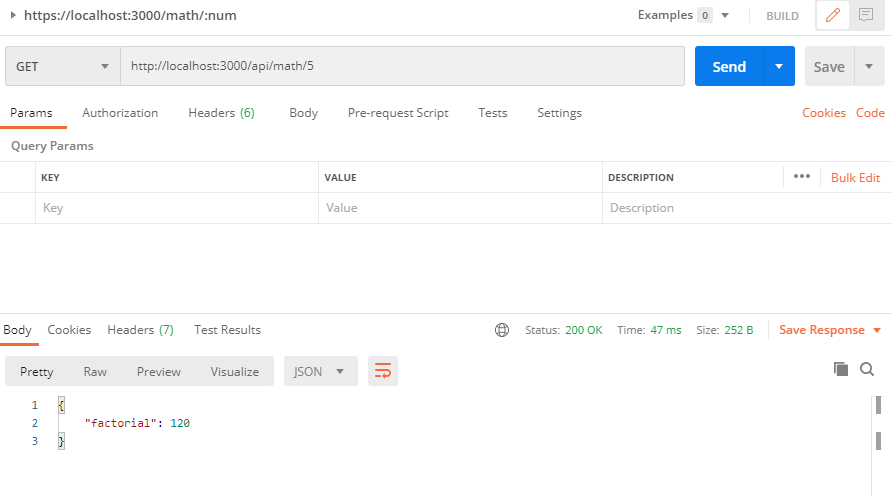 https://localhost:3000/math/:num Examples 0 BUILD
GET http://localhost:3000/api/math/5 Send Save
Params Authorization Headers (6) Body Pre-request Script Tests Settings Cookies Code
Query Params
KEY VALUE DESCRIPTION ••• Bulk Edit
Key Value Description
Body Cookies Headers (7) Test Results Status: 200 OK Time: 47 ms Size: 252 B Save Response
Pretty Raw Preview Visualize JSON
1 {
2 "factorial": 120
3 }